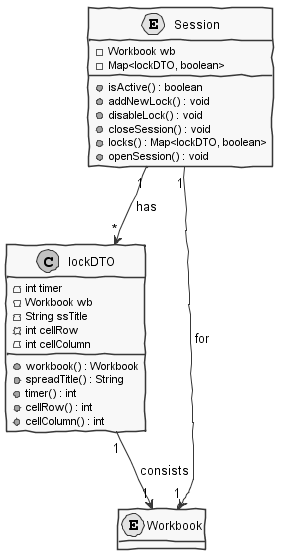 E Session
Workbook wb
Map<lockDTO, boolean>
isActive() : boolean
addNewLock() : void
disableLock() : void
closeSession() : void
locks() : Map<lockDTO, boolean>
openSession() : void
1 1
has
*
C lockDTO
int timer
Workbook wb
String ssTitle
int cellRow
int cellColumn
workbook() : Workbook
spreadTitle() : String
timer() : int
cellRow() : int
cellColumn() : int
for
1
consists
1 1
E Workbook